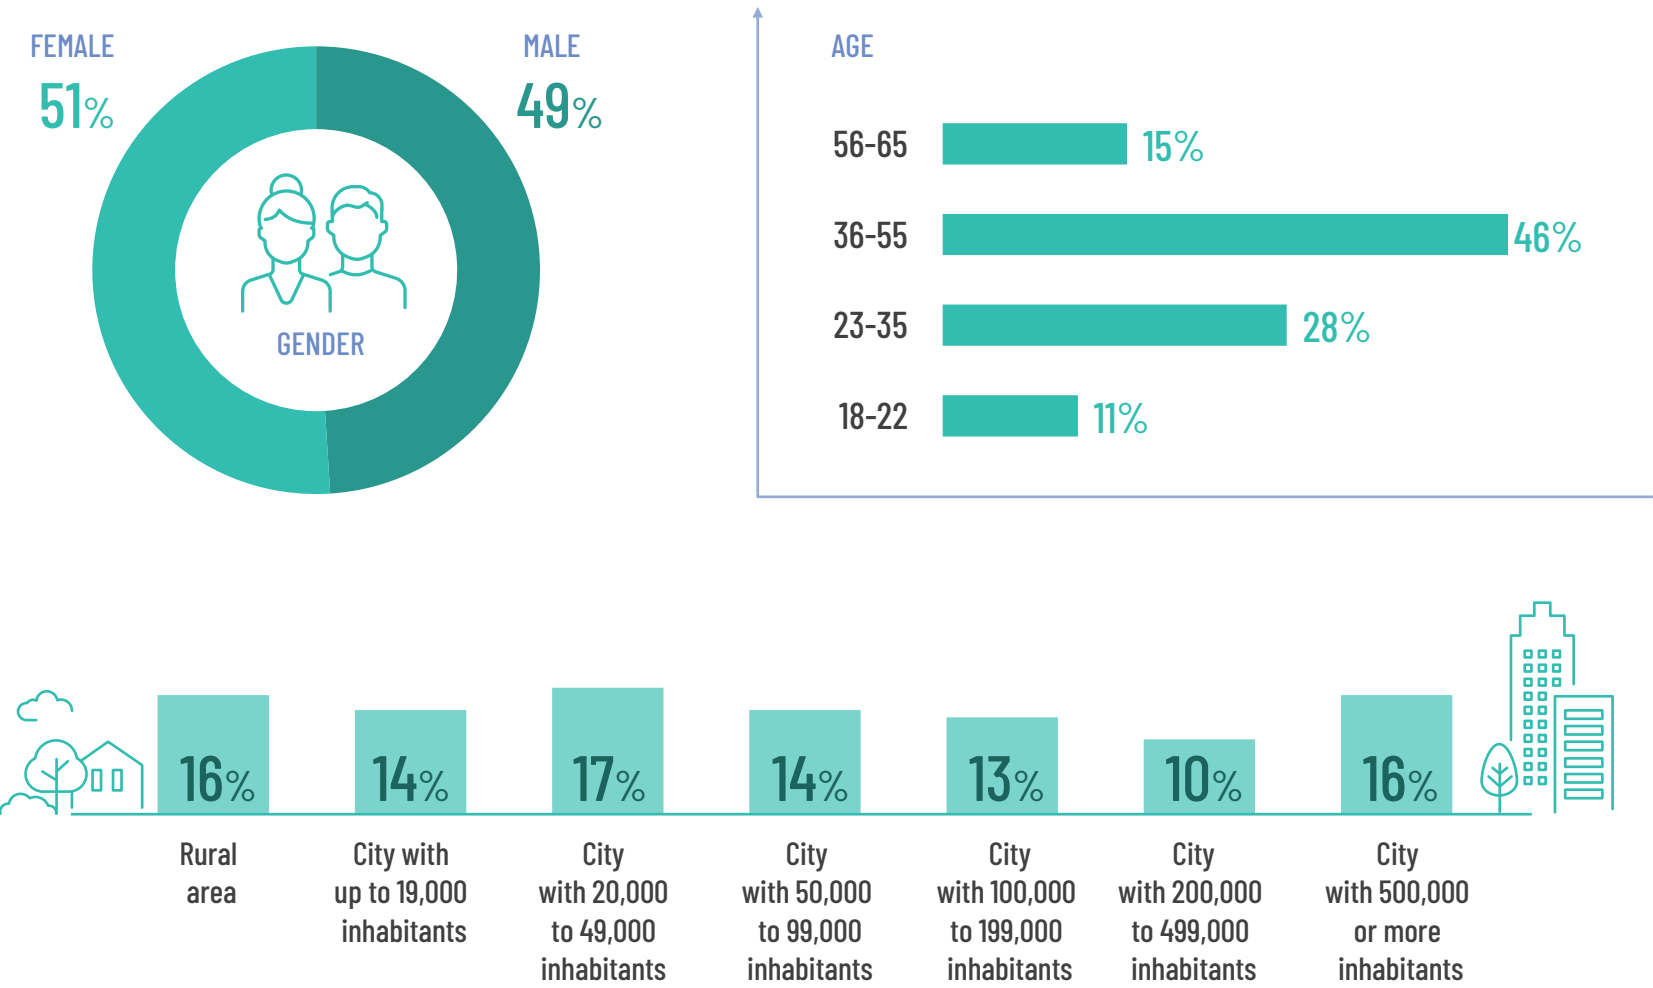 FEMALE
51%
MALE
49%
GENDER
AGE
56-65 15%
36-55 46%
23-35 28%
18-22 11%
16%
14%
17%
14%
13%
10%
16%
Rural
area
City with
up to 19,000
inhabitants
City
with 20,000
to 49,000
inhabitants
City
with 50,000
to 99,000
inhabitants
City
with 100,000
to 199,000
inhabitants
City
with 200,000
to 499,000
inhabitants
City
with 500,000
or more
inhabitants